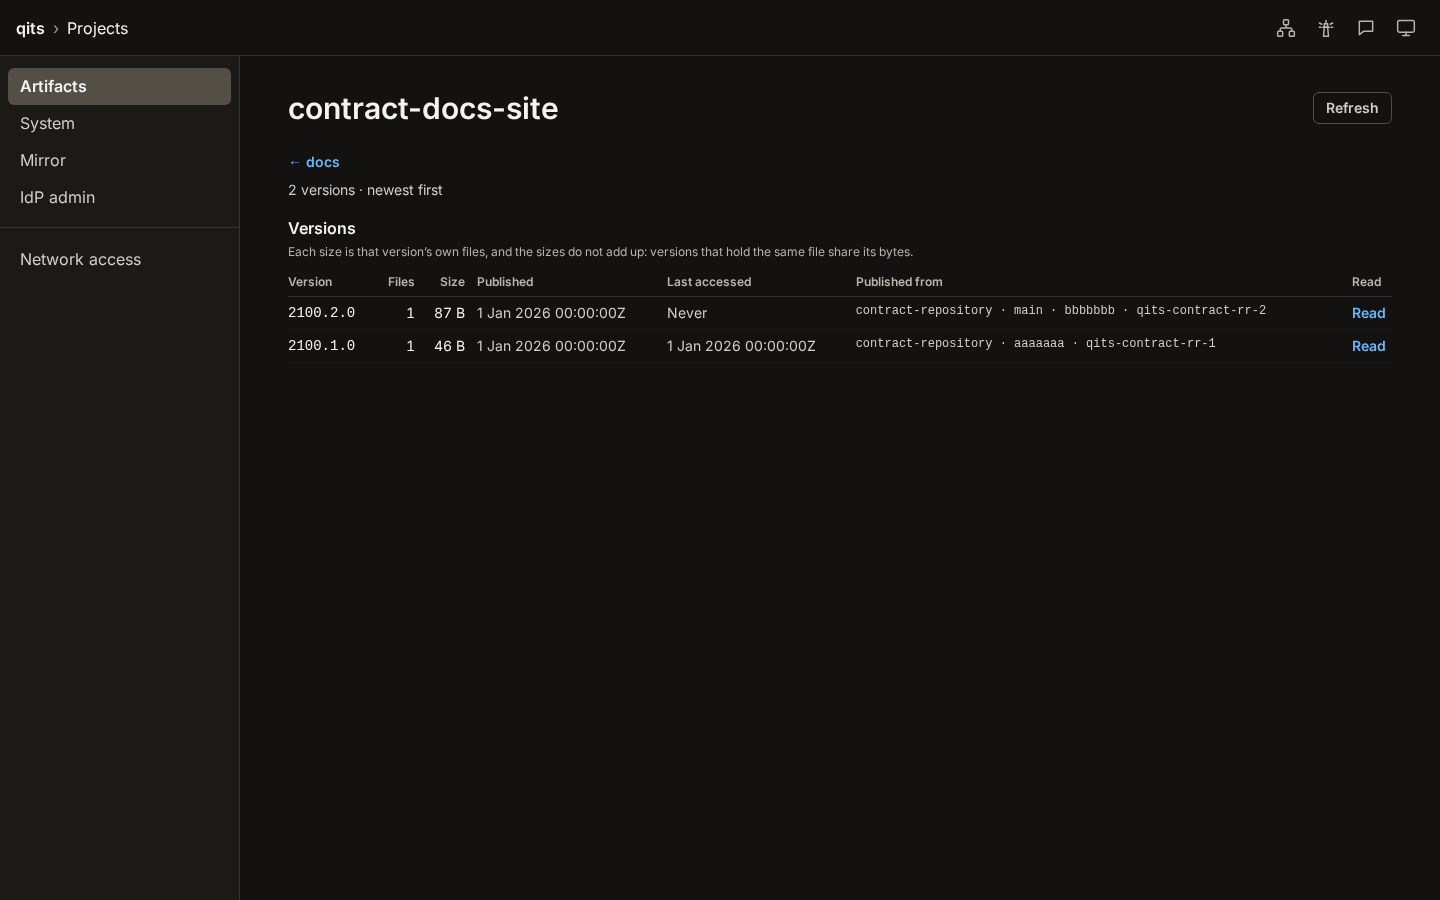 qits › Projects
Artifacts
System
Mirror
IdP admin
Network access
contract-docs-site
Refresh
← docs
2 versions · newest first
Versions
Each size is that version’s own files, and the sizes do not add up: versions that hold the same file share its bytes.
Version Files Size Published Last accessed Published from Read
2100.2.0 1 87 B 1 Jan 2026 00:00:00Z Never contract-repository · main · bbbbbbb · qits-contract-rr-2 Read
2100.1.0 1 46 B 1 Jan 2026 00:00:00Z 1 Jan 2026 00:00:00Z contract-repository · aaaaaaa · qits-contract-rr-1 Read